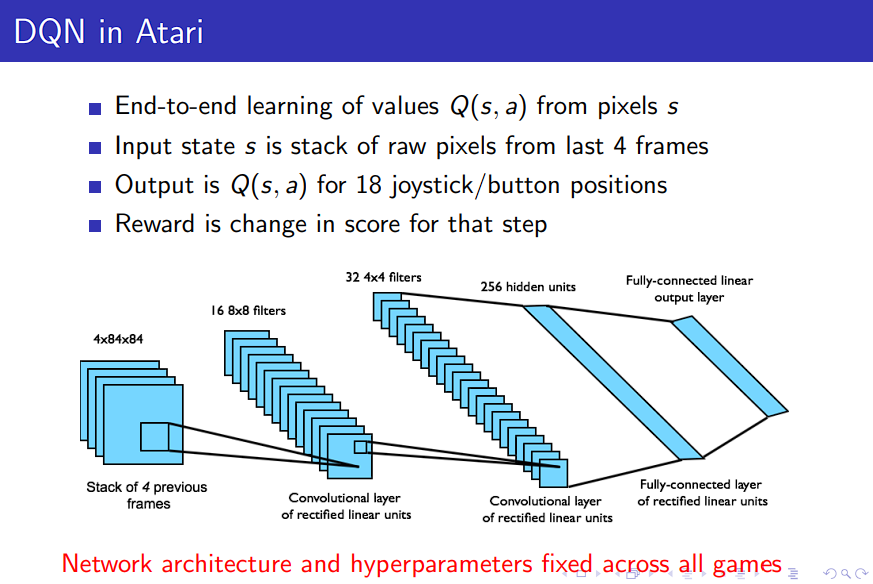 DQN in Atari
End-to-end learning of values Q(s, a) from pixels s
Input state s is stack of raw pixels from last 4 frames
Output is Q(s, a) for 18 joystick/button positions
Reward is change in score for that step
4x84x84
16 8x8 filters
32 4x4 filters
256 hidden units
Fully-connected linear
output layer
Stack of 4 previous
frames
Convolutional layer
of rectified linear units
Convolutional layer
of rectified linear units
Fully-connected layer
of rectified linear units
Network architecture and hyperparameters fixed across all games